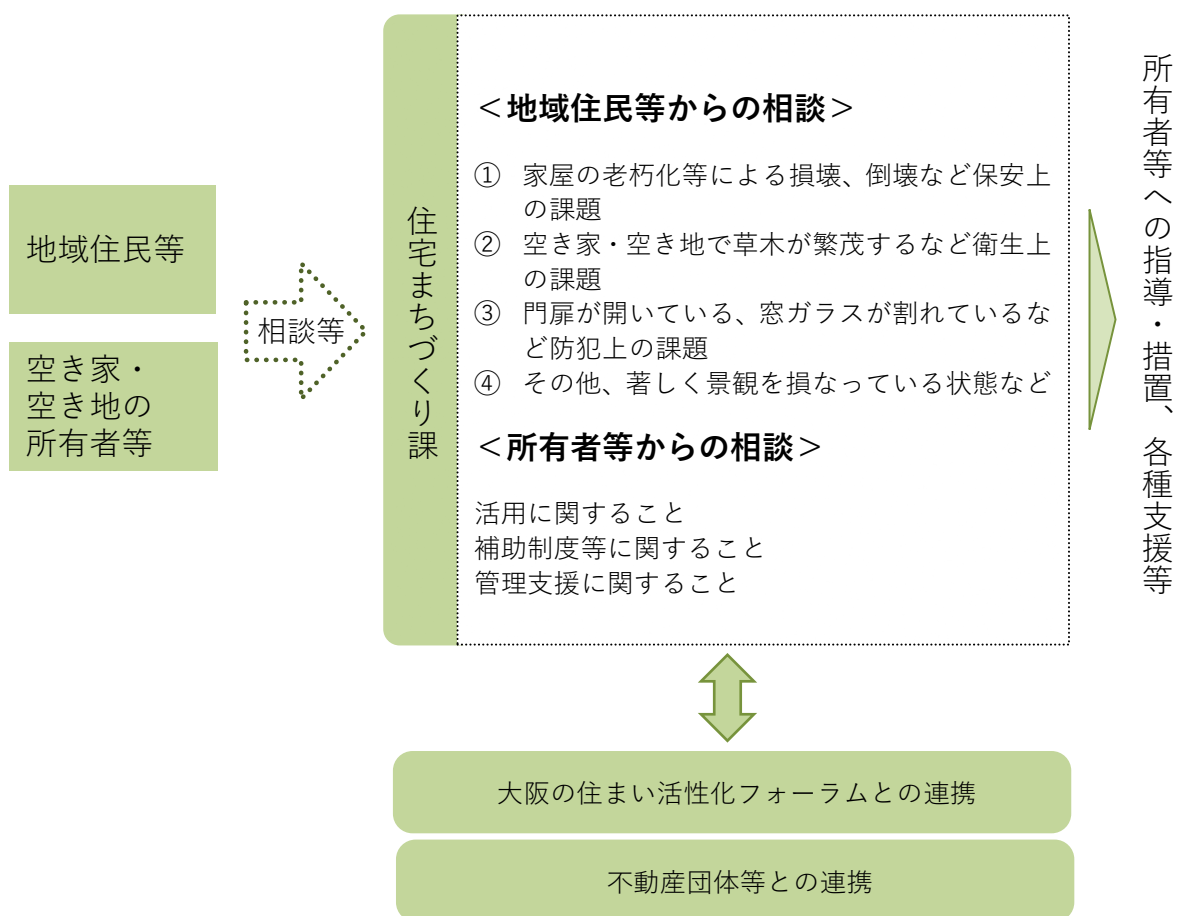 地域住民等
空き家・
空き地の
所有者等
相談等
住宅まちづくり課
＜地域住民等からの相談＞
① 家屋の老朽化等による損壊、倒壊など保安上
の課題
② 空き家・空き地で草木が繁茂するなど衛生上
の課題
③ 門扉が開いている、窓ガラスが割れているな
ど防犯上の課題
④ その他、著しく景観を損なっている状態など
＜所有者等からの相談＞
活用に関すること
補助制度等に関すること
管理支援に関すること
所有者等への指導・措置、各種支援等
大阪の住まい活性化フォーラムとの連携
不動産団体等との連携